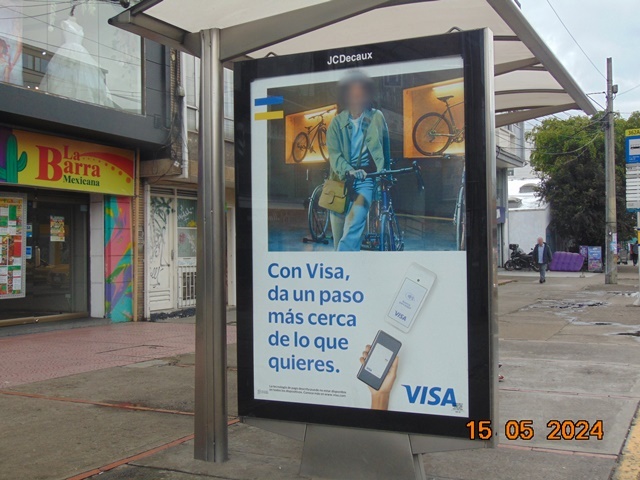 JCDecaux
La
Barra
Mexicana
Con Visa,
da un paso
más cerca
de lo que
quieres.
VISA
VISA
15 05 2024